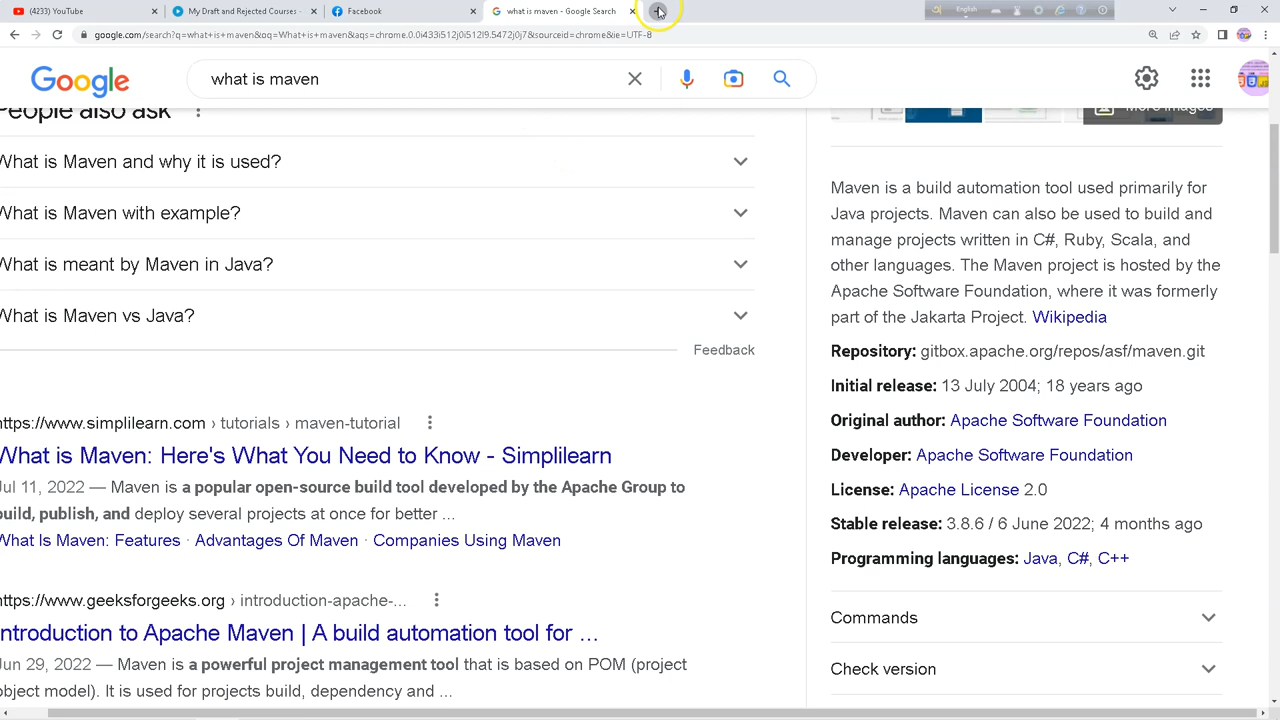 (4233) YouTube
My Draft and Rejected Courses -
Facebook
what is maven - Google Search
English
google.com/search?q=what+is+maven&oq=What+is+maven&aqs=chrome.0.0i433i512j0i512l9.5472j0j7&sourceid=chrome&ie=UTF-8
Google
what is maven
People also ask
What is Maven and why it is used?
What is Maven with example?
What is meant by Maven in Java?
What is Maven vs Java?
Feedback
https://www.simplilearn.com › tutorials › maven-tutorial
What is Maven: Here's What You Need to Know - Simplilearn
Jul 11, 2022 — Maven is a popular open-source build tool developed by the Apache Group to
build, publish, and deploy several projects at once for better ...
What Is Maven: Features · Advantages Of Maven · Companies Using Maven
https://www.geeksforgeeks.org › introduction-apache-...
Introduction to Apache Maven | A build automation tool for ...
Jun 29, 2022 — Maven is a powerful project management tool that is based on POM (project
object model). It is used for projects build, dependency and ...
More images
Maven is a build automation tool used primarily for
Java projects. Maven can also be used to build and
manage projects written in C#, Ruby, Scala, and
other languages. The Maven project is hosted by the
Apache Software Foundation, where it was formerly
part of the Jakarta Project. Wikipedia
Repository: gitbox.apache.org/repos/asf/maven.git
Initial release: 13 July 2004; 18 years ago
Original author: Apache Software Foundation
Developer: Apache Software Foundation
License: Apache License 2.0
Stable release: 3.8.6 / 6 June 2022; 4 months ago
Programming languages: Java, C#, C++
Commands
Check version